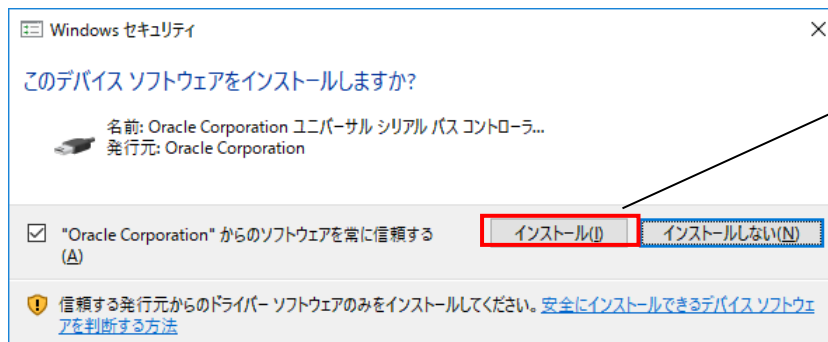 Windows セキュリティ
このデバイス ソフトウェアをインストールしますか?
名前: Oracle Corporation ユニバーサル シリアル バス コントローラ...
発行元: Oracle Corporation
"Oracle Corporation" からのソフトウェアを常に信頼する
(A)
インストール(I)
インストールしない(N)
信頼する発行元からのドライバー ソフトウェアのみをインストールしてください。安全にインストールできるデバイス ソフトウェ
アを判断する方法